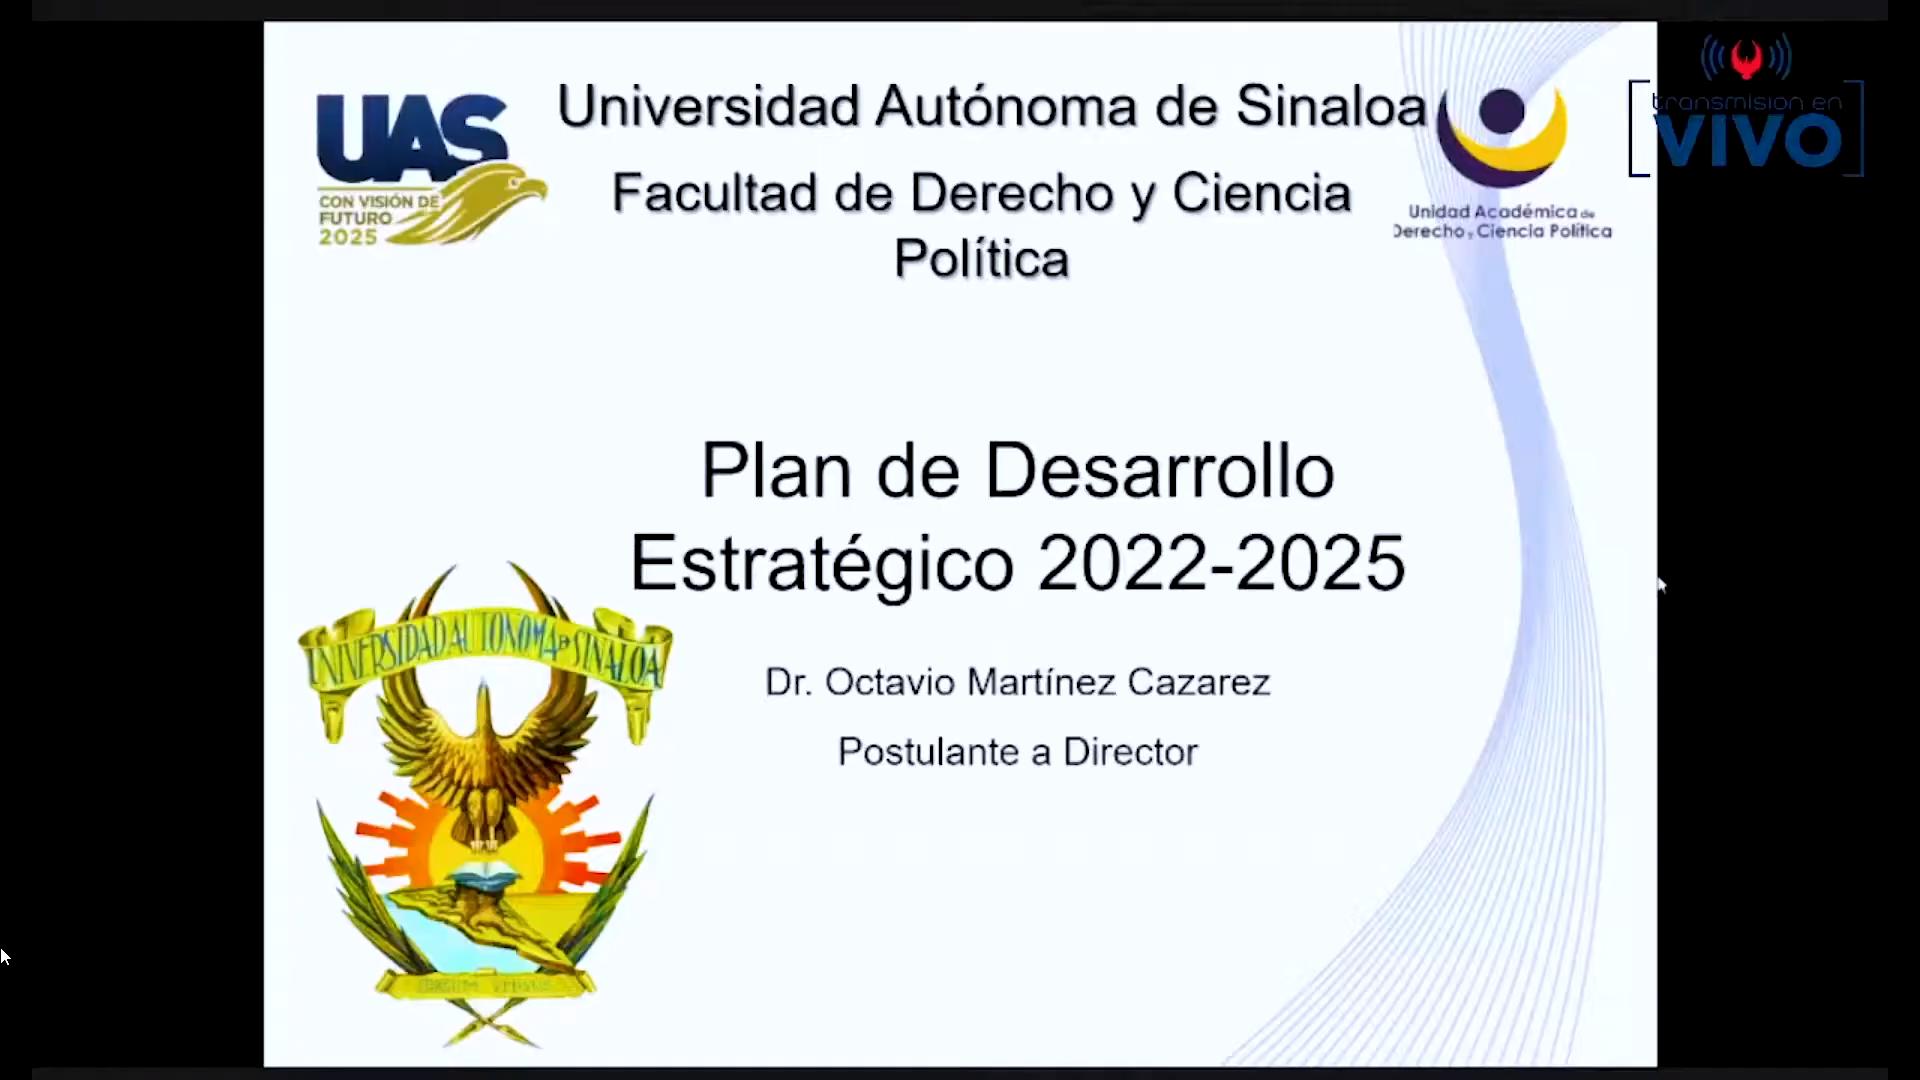 UAS
CON VISIÓN DE
FUTURO
2025
Universidad Autónoma de Sinaloa
Facultad de Derecho y Ciencia
Política
Unidad Académica de
Derecho y Ciencia Política
transmision en
VIVO
Plan de Desarrollo
Estratégico 2022-2025
UNIVERSIDAD AUTONOMA DE SINALOA
Dr. Octavio Martínez Cazarez
Postulante a Director